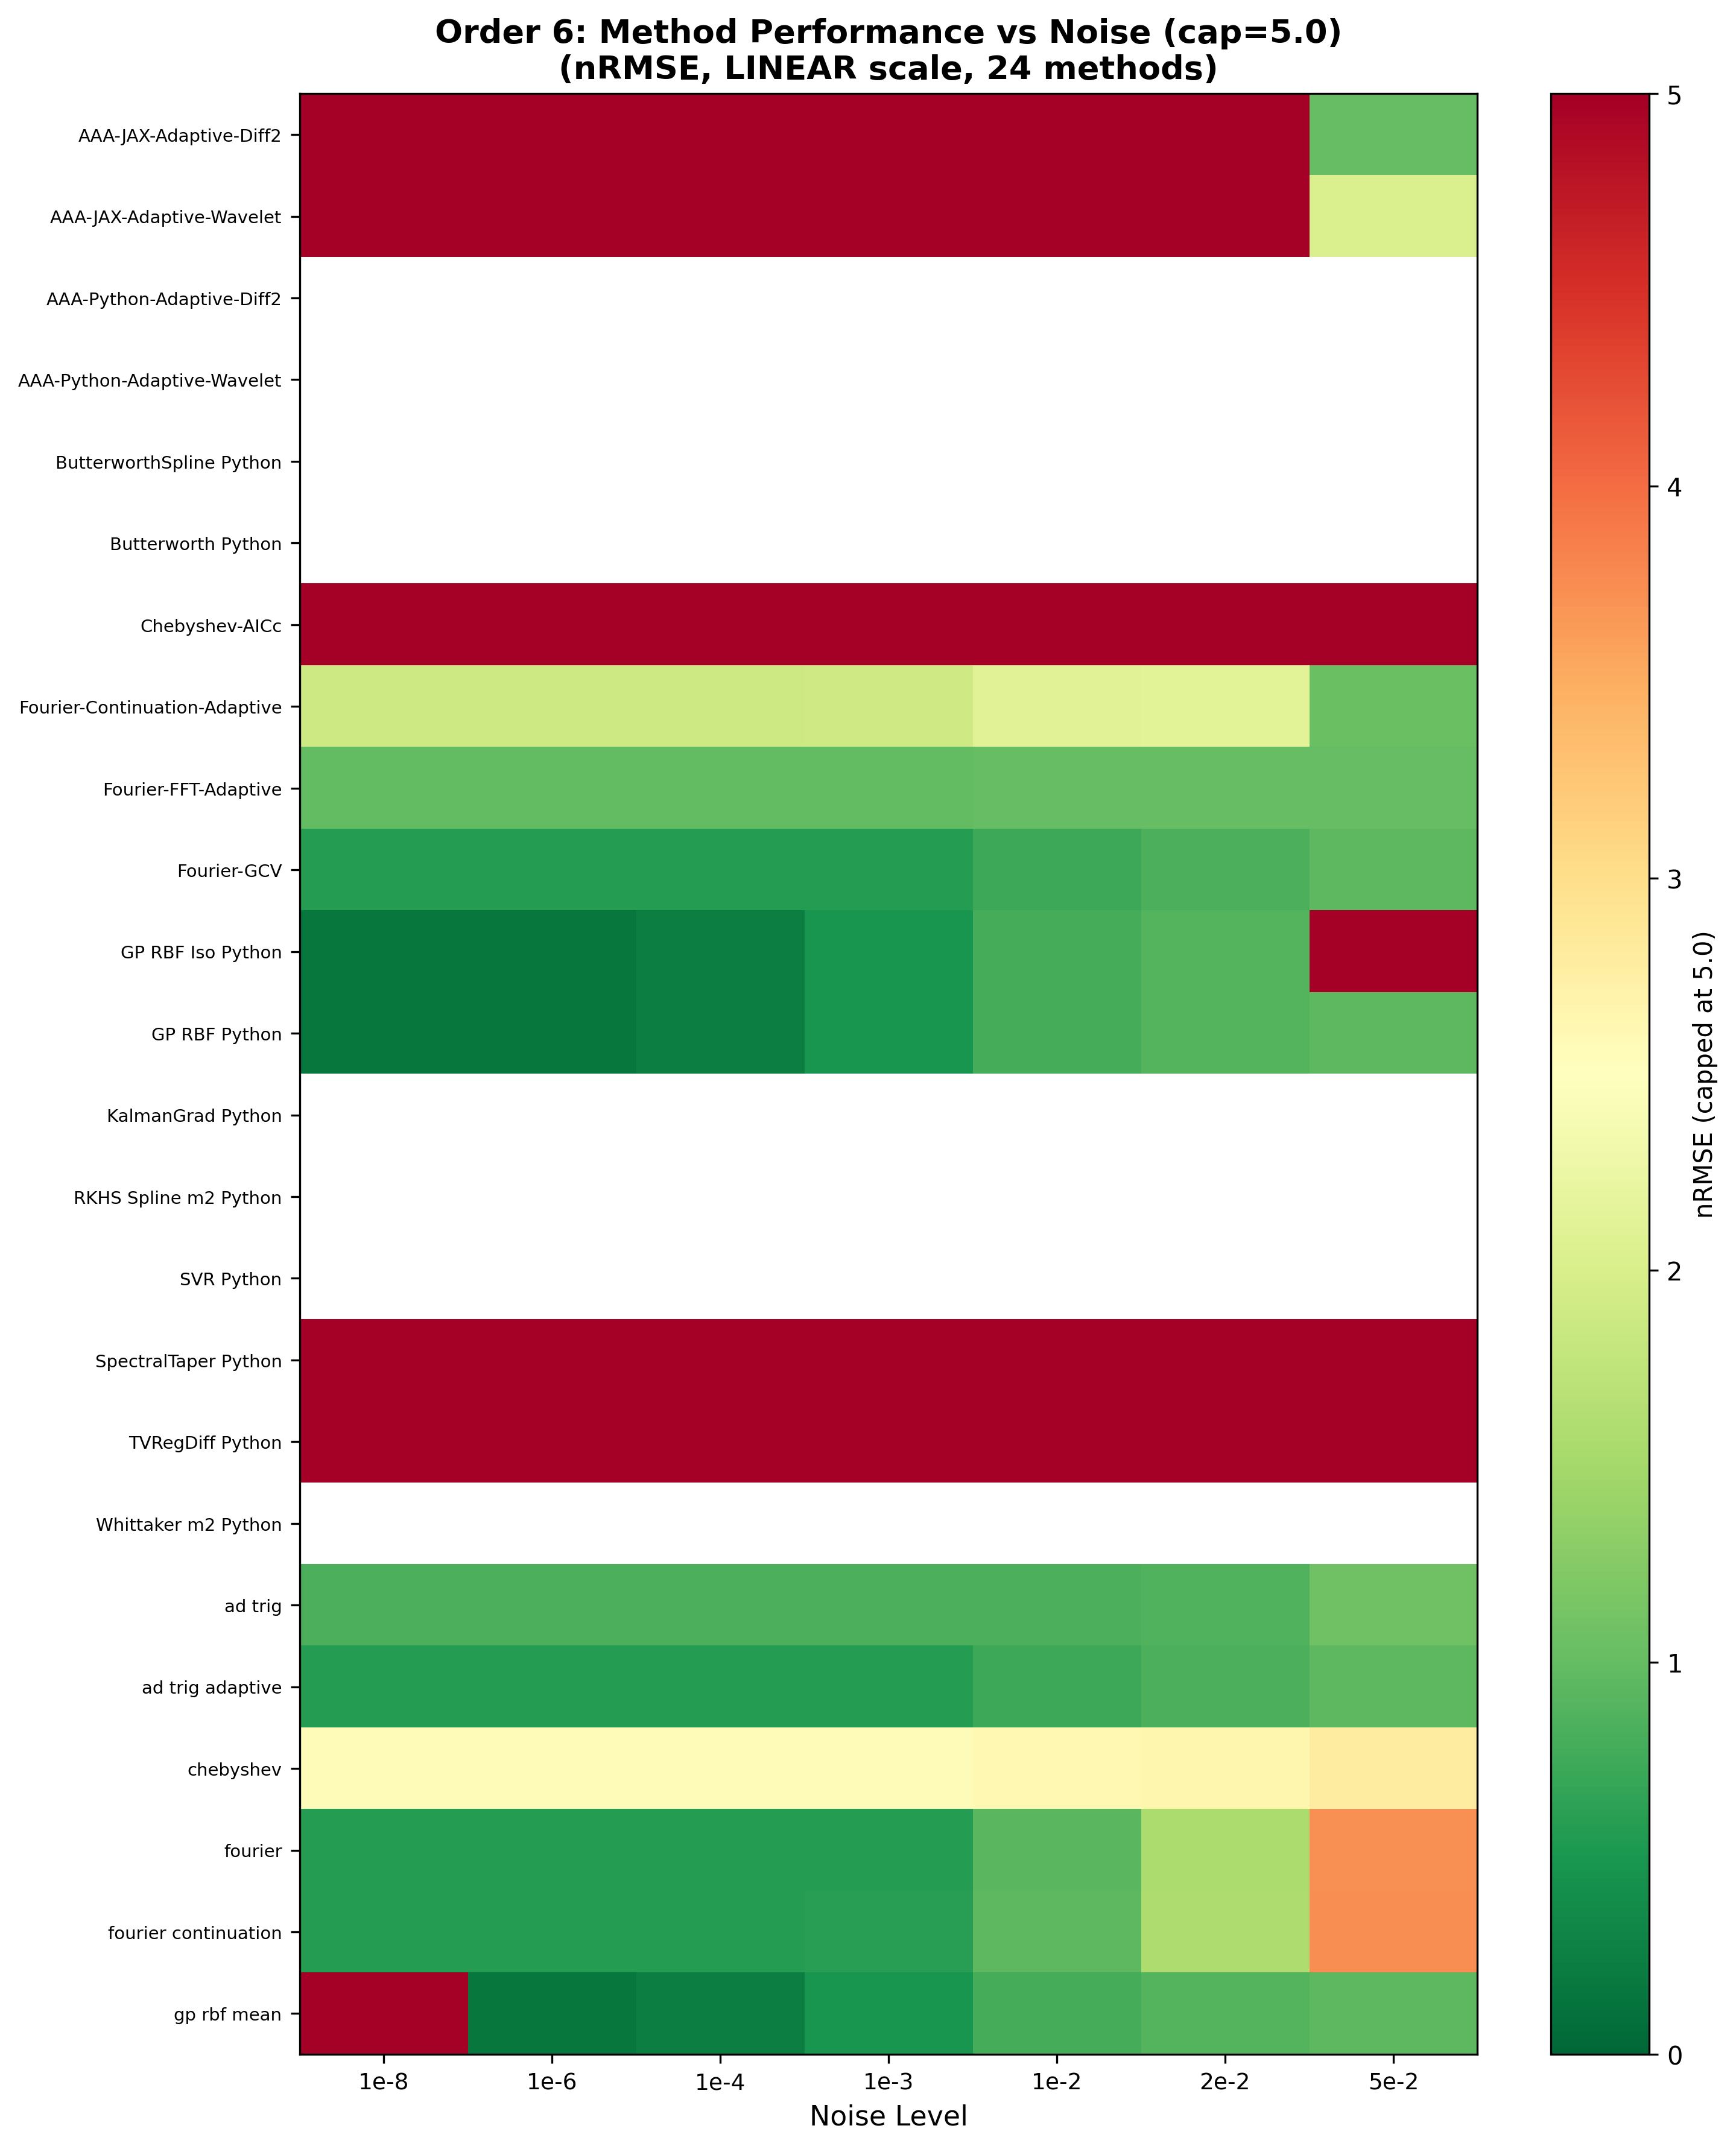 Order 6: Method Performance vs Noise (cap=5.0)
(nRMSE, LINEAR scale, 24 methods)
AAA-JAX-Adaptive-Diff2
AAA-JAX-Adaptive-Wavelet
AAA-Python-Adaptive-Diff2
AAA-Python-Adaptive-Wavelet
ButterworthSpline Python
Butterworth Python
Chebyshev-AICc
Fourier-Continuation-Adaptive
Fourier-FFT-Adaptive
Fourier-GCV
GP RBF Iso Python
GP RBF Python
KalmanGrad Python
RKHS Spline m2 Python
SVR Python
SpectralTaper Python
TVRegDiff Python
Whittaker m2 Python
ad trig
ad trig adaptive
chebyshev
fourier
fourier continuation
gp rbf mean
1e-8
1e-6
1e-4
1e-3
1e-2
2e-2
5e-2
Noise Level
5
4
3
2
1
0
nRMSE (capped at 5.0)